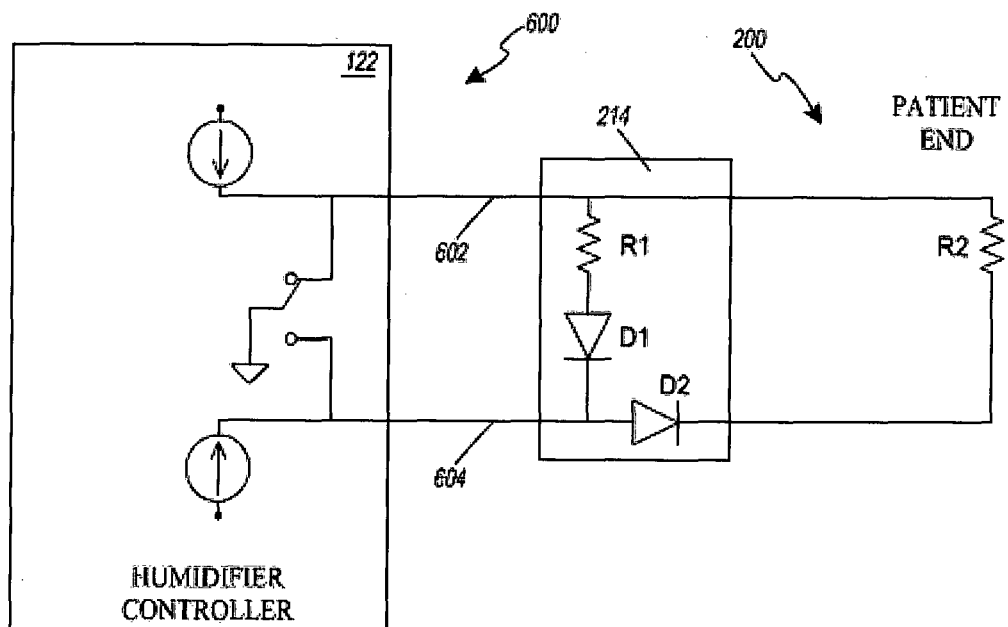 600
122
200
PATIENT
END
214
602
R1
R2
D1
D2
604
HUMIDIFIER
CONTROLLER